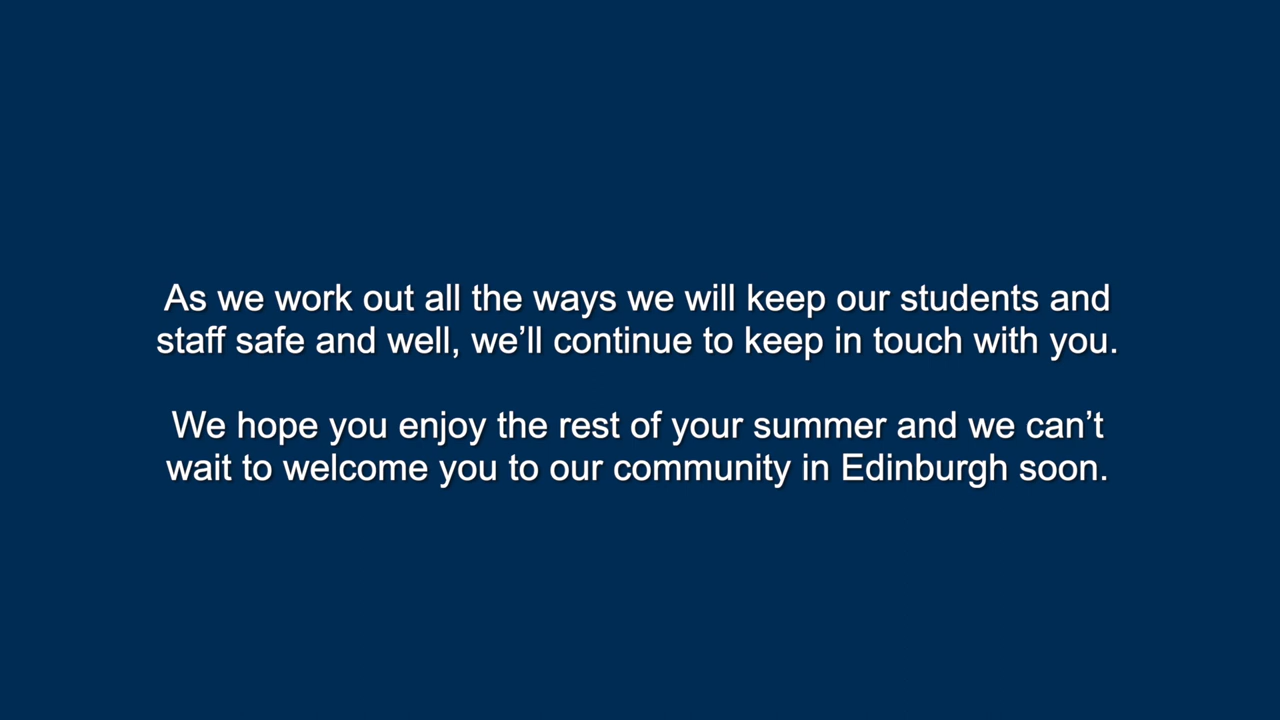 As we work out all the ways we will keep our students and
staff safe and well, we’ll continue to keep in touch with you.
We hope you enjoy the rest of your summer and we can’t
wait to welcome you to our community in Edinburgh soon.